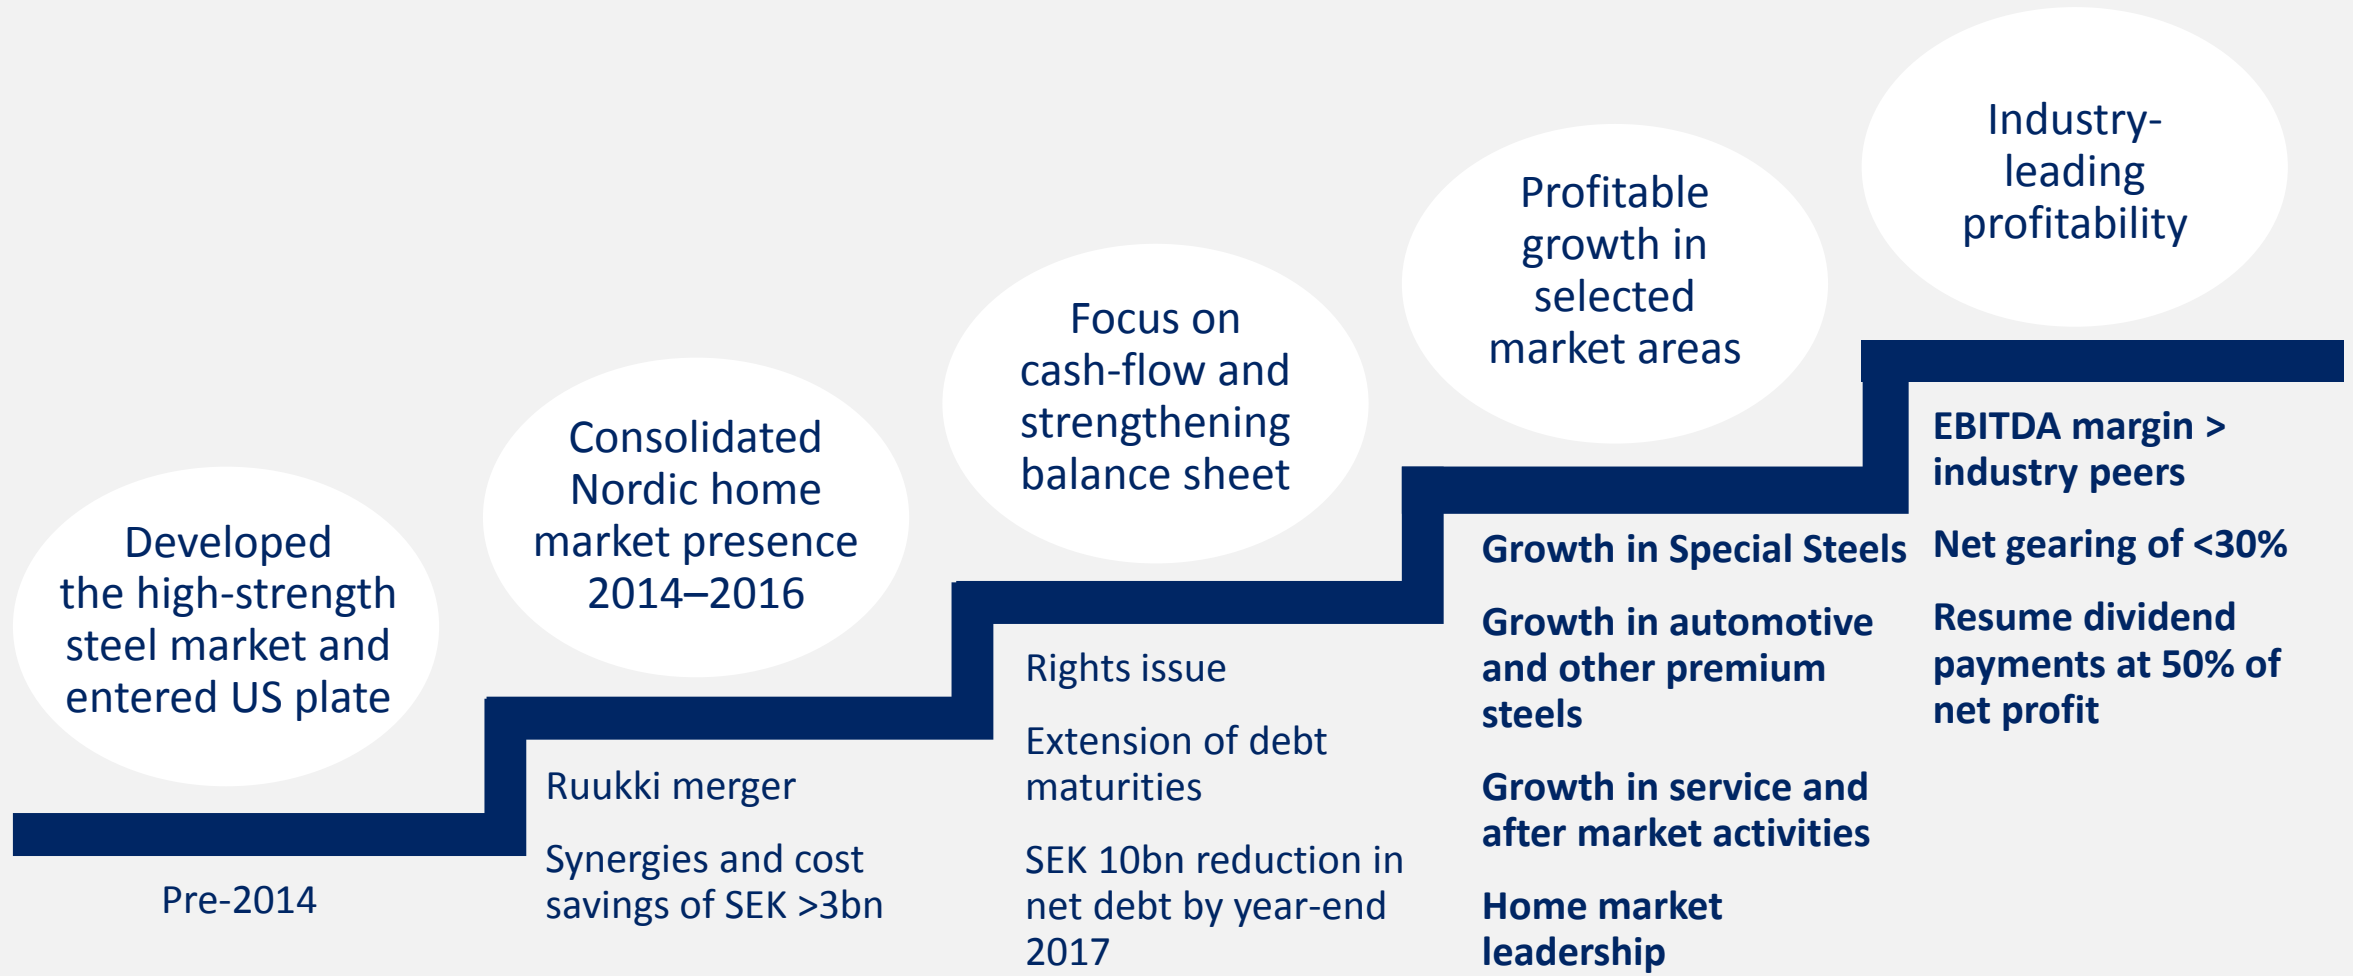 Developed
the high-strength
steel market and
entered US plate
Pre-2014
Consolidated
Nordic home
market presence
2014–2016
Ruukki merger
Synergies and cost
savings of SEK >3bn
Focus on
cash-flow and
strengthening
balance sheet
Rights issue
Extension of debt
maturities
SEK 10bn reduction in
net debt by year-end
2017
Profitable
growth in
selected
market areas
Growth in Special Steels
Growth in automotive
and other premium
steels
Growth in service and
after market activities
Home market
leadership
Industry-
leading
profitability
EBITDA margin >
industry peers
Net gearing of <30%
Resume dividend
payments at 50% of
net profit